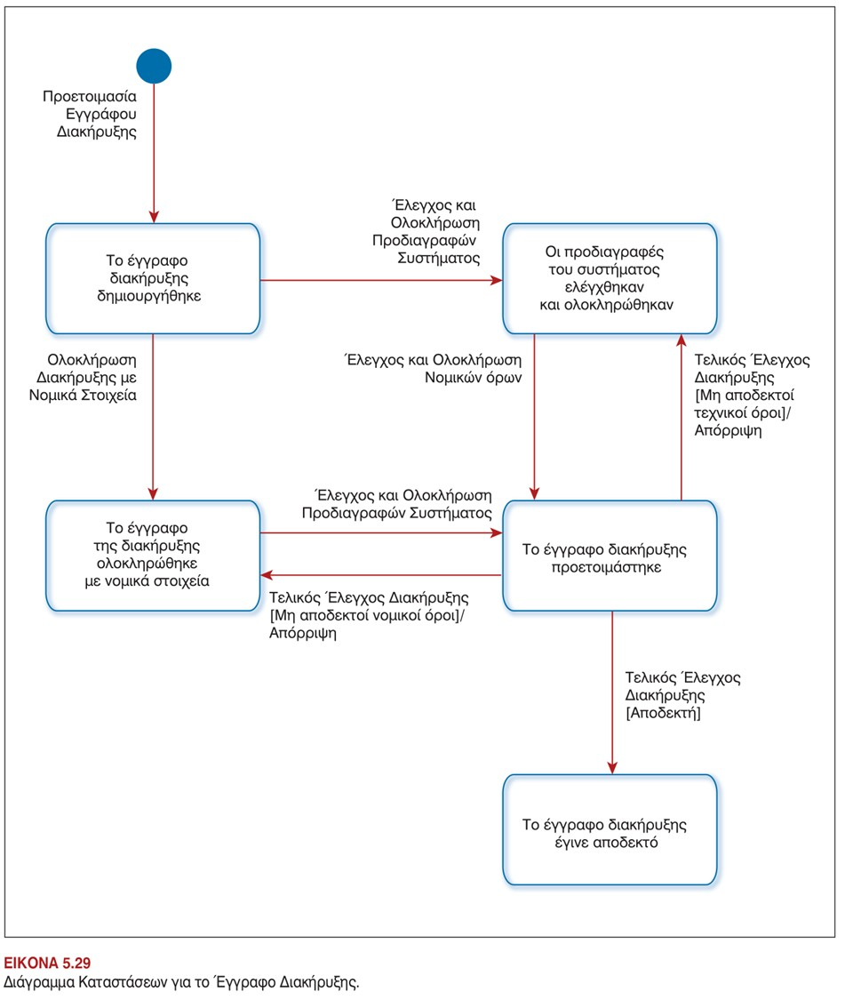 Προετοιμασία
Εγγράφου
Διακήρυξης
Έλεγχος και
Ολοκλήρωση
Προδιαγραφών
Συστήματος
Το έγγραφο
διακήρυξης
δημιουργήθηκε
Οι προδιαγραφές
του συστήματος
ελέγχθηκαν
και ολοκληρώθηκαν
Ολοκλήρωση
Διακήρυξης με
Νομικά Στοιχεία
Έλεγχος και Ολοκλήρωση
Νομικών όρων
Τελικός Έλεγχος
Διακήρυξης
[Μη αποδεκτοί
τεχνικοί όροι]/
Απόρριψη
Έλεγχος και Ολοκλήρωση
Προδιαγραφών Συστήματος
Το έγγραφο
της διακήρυξης
ολοκληρώθηκε
με νομικά στοιχεία
Το έγγραφο διακήρυξης
προετοιμάστηκε
Τελικός Έλεγχος Διακήρυξης
[Μη αποδεκτοί νομικοί όροι]/
Απόρριψη
Τελικός Έλεγχος
Διακήρυξης
[Αποδεκτή]
Το έγγραφο διακήρυξης
έγινε αποδεκτό
ΕΙΚΟΝΑ 5.29
Διάγραμμα Καταστάσεων για το Έγγραφο Διακήρυξης.